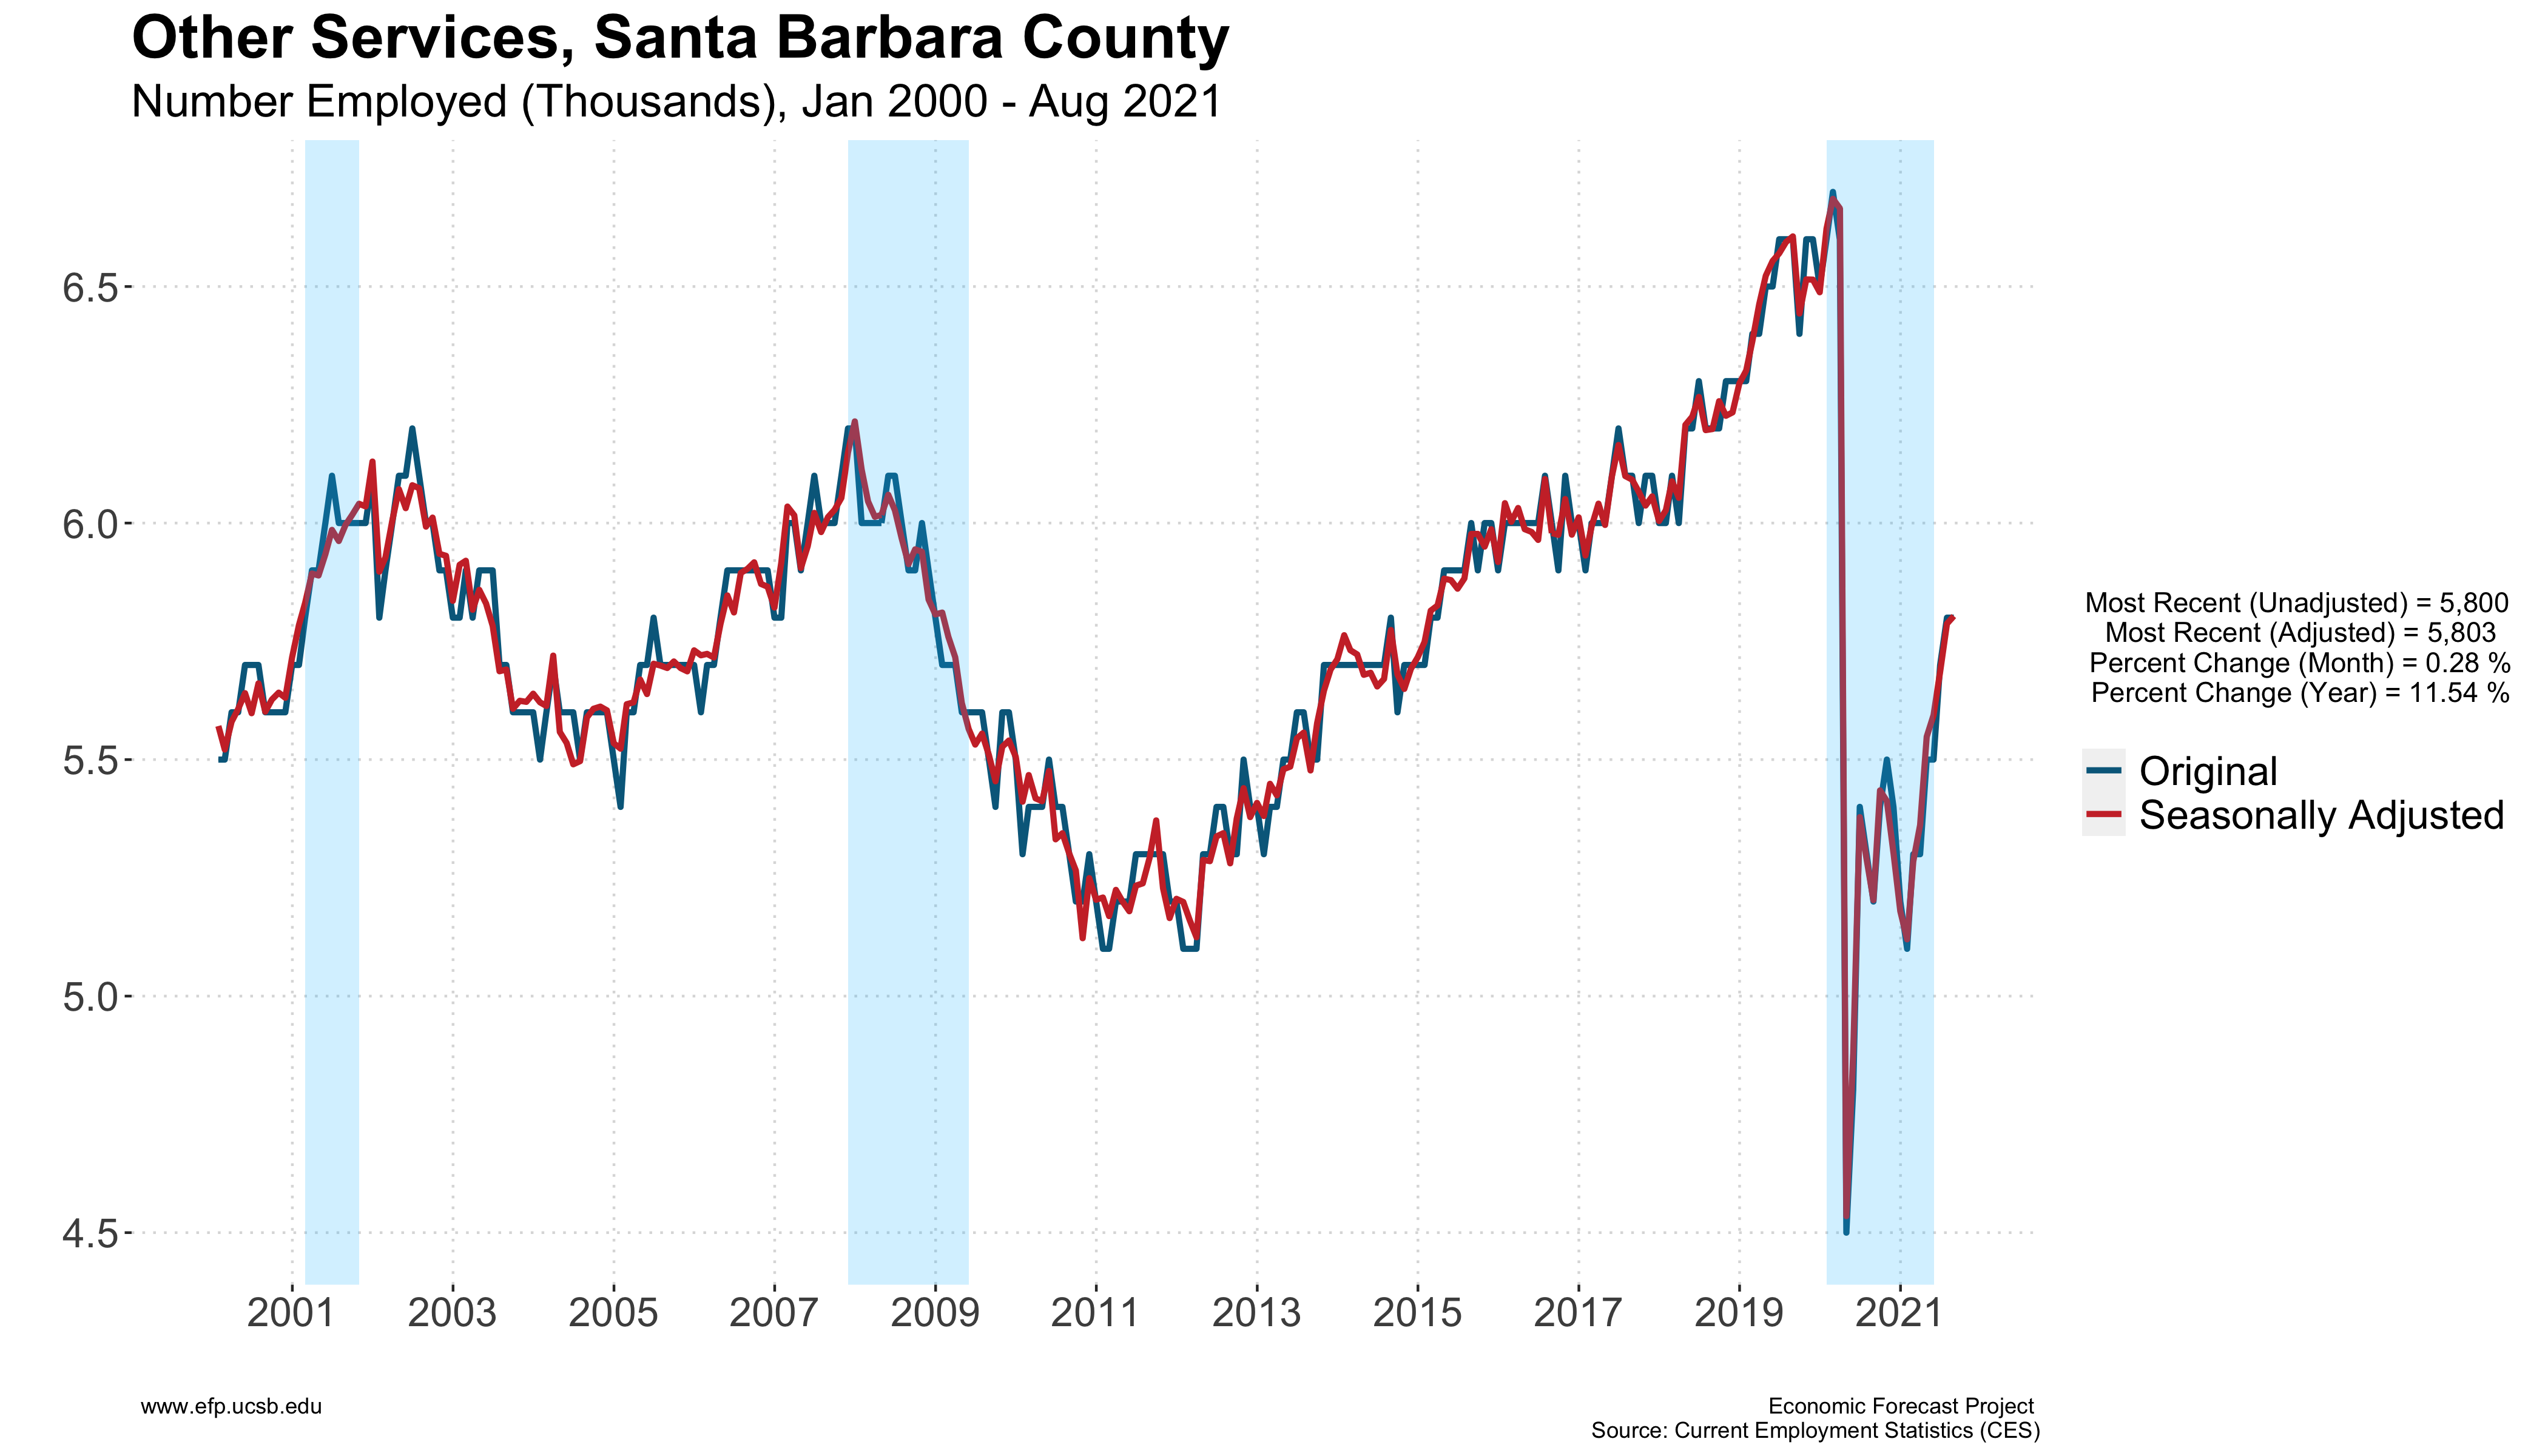 Other Services, Santa Barbara County
Number Employed (Thousands), Jan 2000 - Aug 2021
6.5
6.0
5.5
5.0
4.5
2001
2003
2005
2007
2009
2011
2013
2015
2017
2019
2021
Most Recent (Unadjusted) = 5,800
Most Recent (Adjusted) = 5,803
Percent Change (Month) = 0.28 %
Percent Change (Year) = 11.54 %
Original
Seasonally Adjusted
www.efp.ucsb.edu
Economic Forecast Project
Source: Current Employment Statistics (CES)